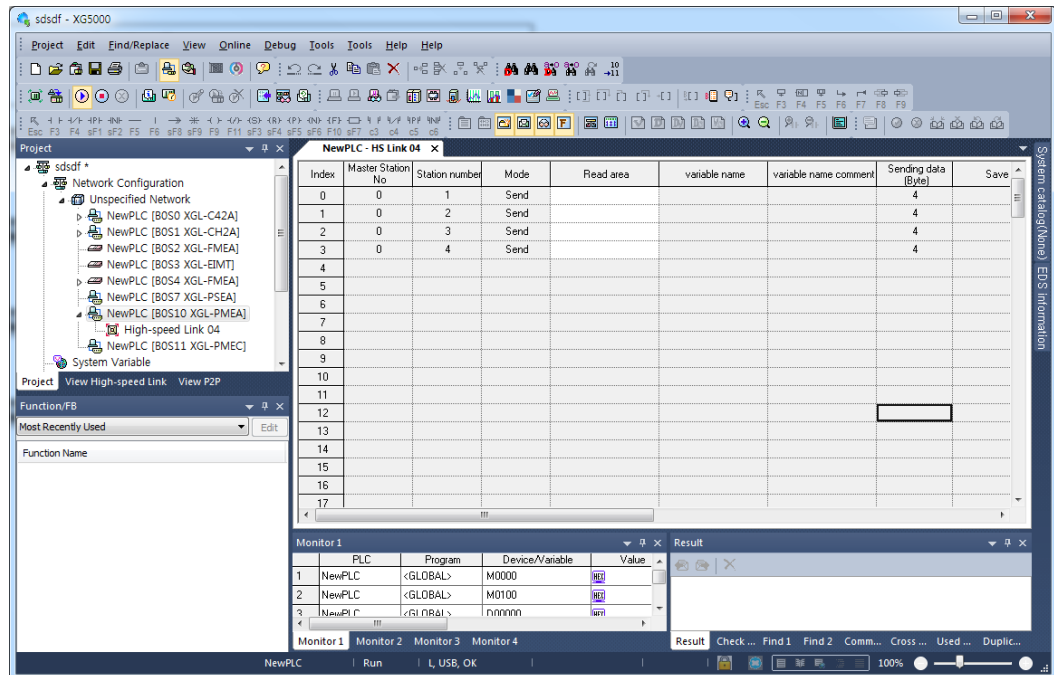 sdsdf - XG5000
Project Edit Find/Replace View Online Debug Tools Tools Help Help
Esc F3 F4 F5 F6 F7 F8 F9
Esc F3 F4 sF1 sF2 F5 F6 sF8 sF9 F9 F11 sF3 sF4 sF5 sF6 F10 sF7 c3 c4 c5 c6
Project
NewPLC - HS Link 04
sdsdf *
Network Configuration
Unspecified Network
NewPLC [B0S0 XGL-C42A]
NewPLC [B0S1 XGL-CH2A]
NewPLC [B0S2 XGL-FMEA]
NewPLC [B0S3 XGL-EIMT]
NewPLC [B0S4 XGL-FMEA]
NewPLC [B0S7 XGL-PSEA]
NewPLC [B0S10 XGL-PMEA]
High-speed Link 04
NewPLC [B0S11 XGL-PMEC]
System Variable
Project View High-speed Link View P2P
Function/FB
Most Recently Used Edit
Function Name
Index Master Station No Station number Mode Read area variable name variable name comment Sending data (Byte) Save
0 0 1 Send 4
1 0 2 Send 4
2 0 3 Send 4
3 0 4 Send 4
4
5
6
7
8
9
10
11
12
13
14
15
16
17
System catalog(None) EDS information
Monitor 1
PLC Program Device/Variable Value
1 NewPLC <GLOBAL> M0000 HEX
2 NewPLC <GLOBAL> M0100 HEX
3 NewPLC <GLOBAL> D00000 HEX
Monitor 1 Monitor 2 Monitor 3 Monitor 4
Result
Result Check ... Find 1 Find 2 Comm... Cross ... Used ... Duplic...
NewPLC Run L, USB, OK 100%